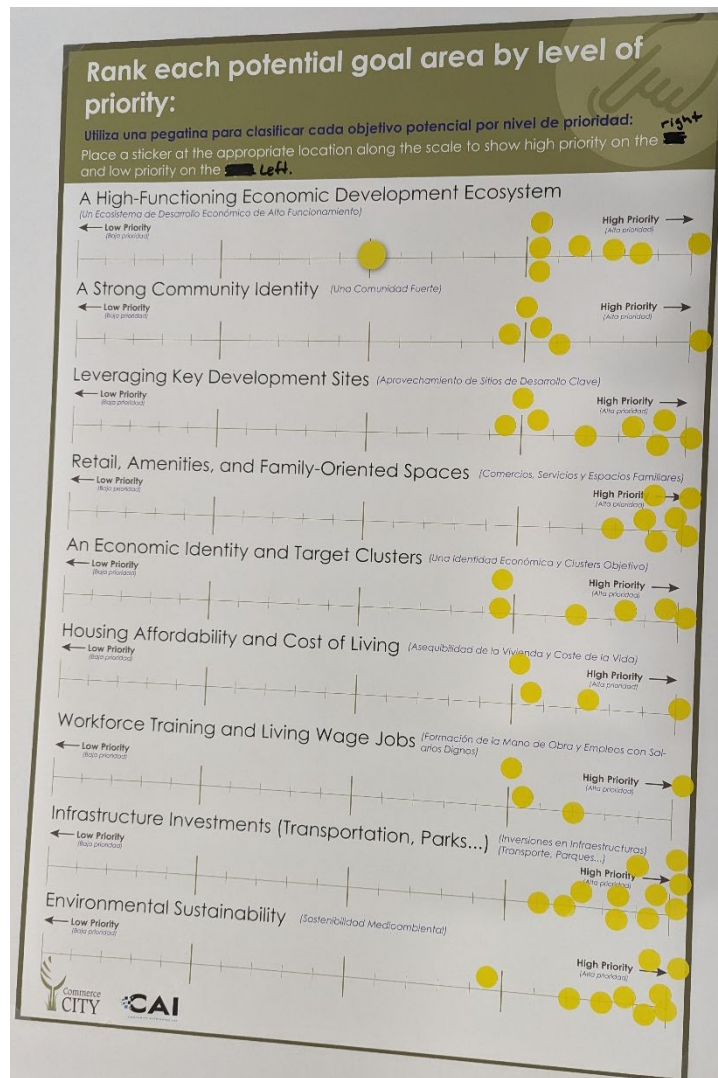 Rank each potential goal area by level of
priority:
Utiliza una pegatina para clasificar cada objetivo potencial por nivel de prioridad:
right
Place a sticker at the appropriate location along the scale to show high priority on the
and low priority on the Left.
A High-Functioning Economic Development Ecosystem
(Un Ecosistema de Desarrollo Económico de Alto Funcionamiento)
Low Priority High Priority
(Baja prioridad) (Alta prioridad)
A Strong Community Identity (Una Comunidad Fuerte)
Low Priority High Priority
(Baja prioridad) (Alta prioridad)
Leveraging Key Development Sites (Aprovechamiento de Sitios de Desarrollo Clave)
Low Priority High Priority
(Baja prioridad) (Alta prioridad)
Retail, Amenities, and Family-Oriented Spaces (Comercios, Servicios y Espacios Familiares)
Low Priority High Priorit
(Baja prioridad) (Alta prioridad)
An Economic Identity and Target Clusters (Una Identidad Económica y Clusters Objetivo)
Low Priority High Priority
(Baja prioridad) (Alta prioridad)
Housing Affordability and Cost of Living (Asequibilidad de la Vivienda y Coste de la Vida)
Low Priority High Priority
(Baja prioridad) (Alta prioridad)
Workforce Training and Living Wage Jobs (Formación de la Mano de Obra y Empleos con Sal-
arios Dignos)
Low Priority High Priority
(Baja prioridad) (Alta prioridad)
Infrastructure Investments (Transportation, Parks...) (Inversiones en Infraestructuras)
(Transporte, Parques...)
Low Priority High Priority
(Baja prioridad) (Alta prioridad)
Environmental Sustainability (Sostenibilidad Medioambiental)
Low Priority High Priority
(Baja prioridad) (Alta prioridad)
Commerce
CITY
CAI